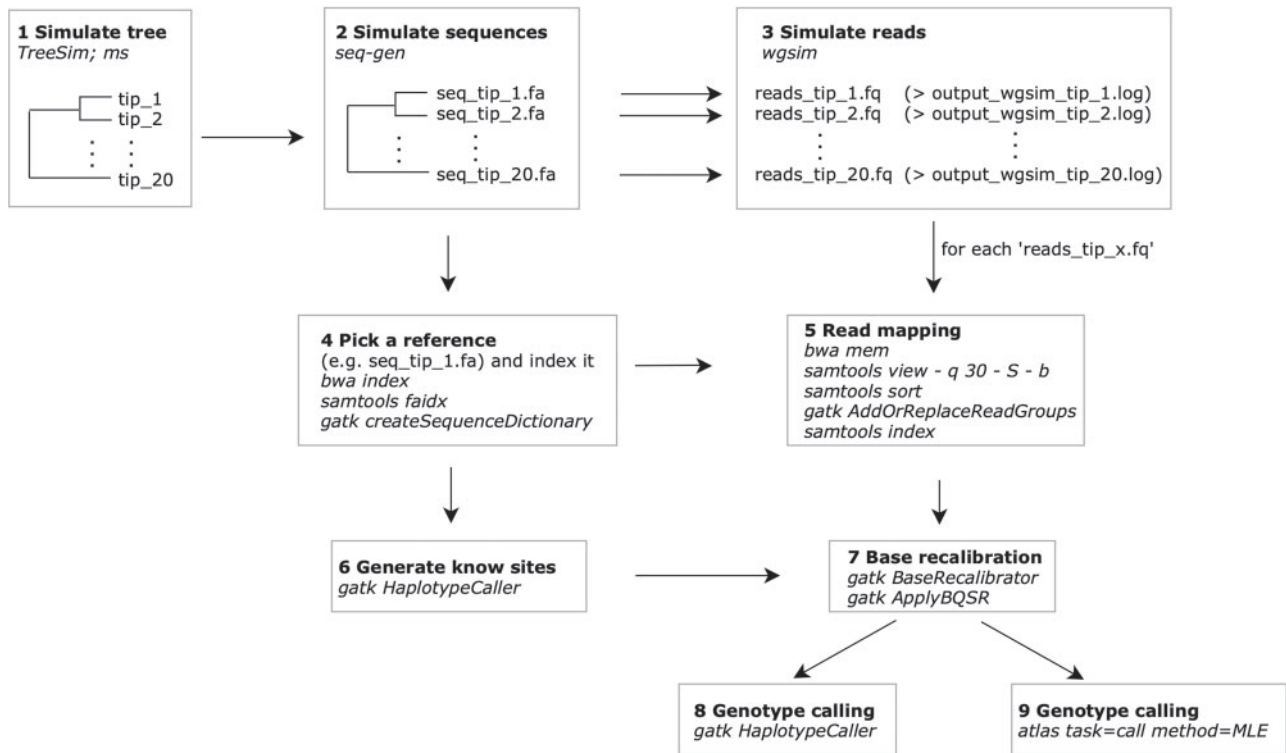 1 Simulate tree
TreeSim; ms
tip_1
tip_2
tip_20
2 Simulate sequences
seq-gen
seq_tip_1.fa
seq_tip_2.fa
seq_tip_20.fa
3 Simulate reads
wgsim
reads_tip_1.fq (> output_wgsim_tip_1.log)
reads_tip_2.fq (> output_wgsim_tip_2.log)
reads_tip_20.fq (> output_wgsim_tip_20.log)
for each 'reads_tip_x.fq'
4 Pick a reference
(e.g. seq_tip_1.fa) and index it
bwa index
samtools faidx
gatk createSequenceDictionary
5 Read mapping
bwa mem
samtools view - q 30 - S - b
samtools sort
gatk AddOrReplaceReadGroups
samtools index
6 Generate know sites
gatk HaplotypeCaller
7 Base recalibration
gatk BaseRecalibrator
gatk ApplyBQSR
8 Genotype calling
gatk HaplotypeCaller
9 Genotype calling
atlas task=call method=MLE